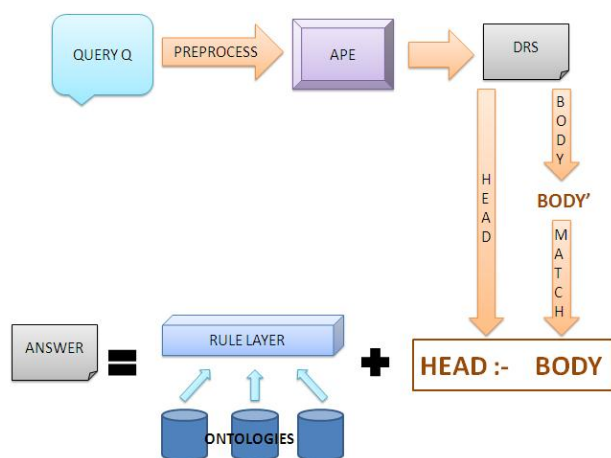 QUERY Q
PREPROCESS
APE
DRS
HEAD
BODY
BODY'
MATCH
ANSWER
=
RULE LAYER
+
HEAD :- BODY
ONTOLOGIES